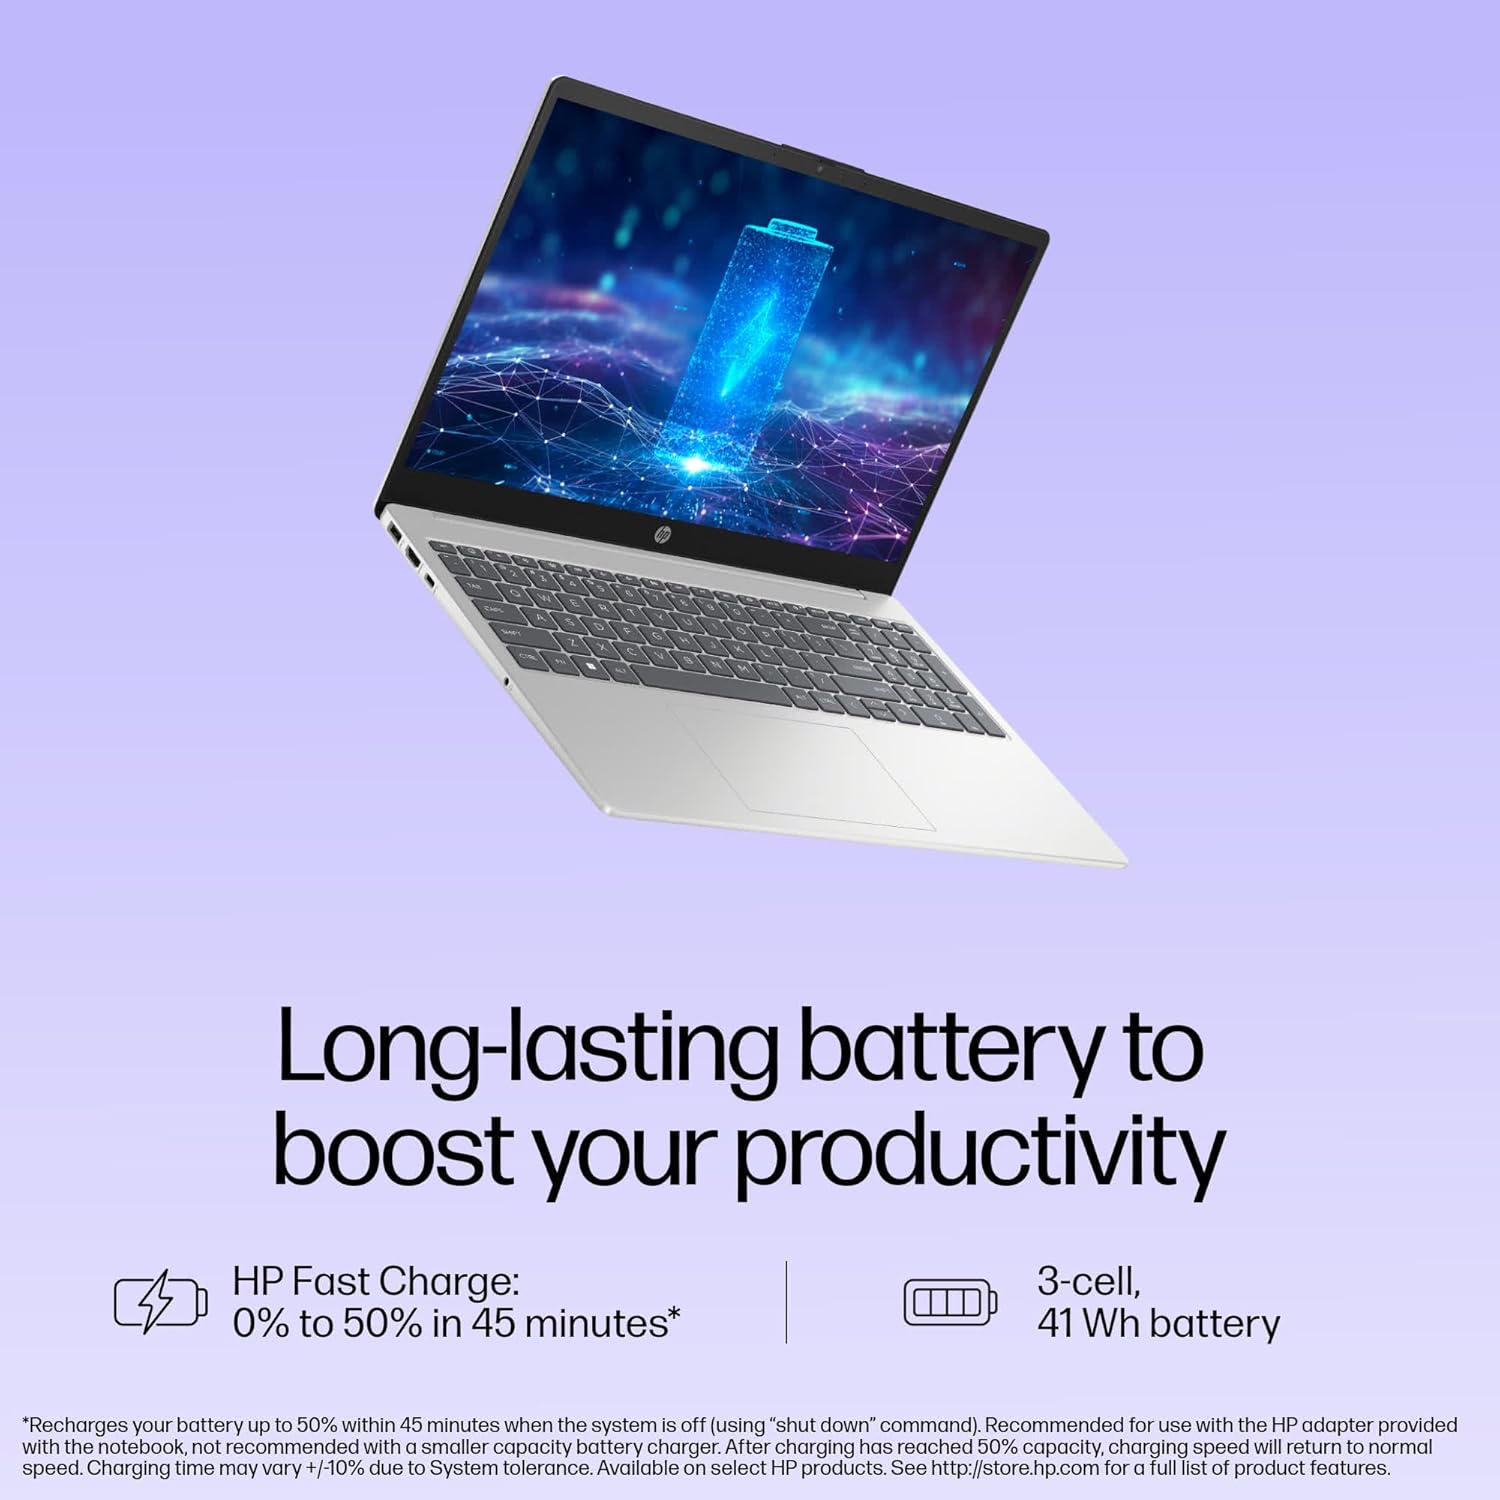 hp
Long-lasting battery to
boost your productivity
HP Fast Charge:
0% to 50% in 45 minutes*
3-cell,
41 Wh battery
*Recharges your battery up to 50% within 45 minutes when the system is off (using “shut down” command). Recommended for use with the HP adapter provided
with the notebook, not recommended with a smaller capacity battery charger. After charging has reached 50% capacity, charging speed will return to normal
speed. Charging time may vary +/-10% due to System tolerance. Available on select HP products. See http://store.hp.com for a full list of product features.